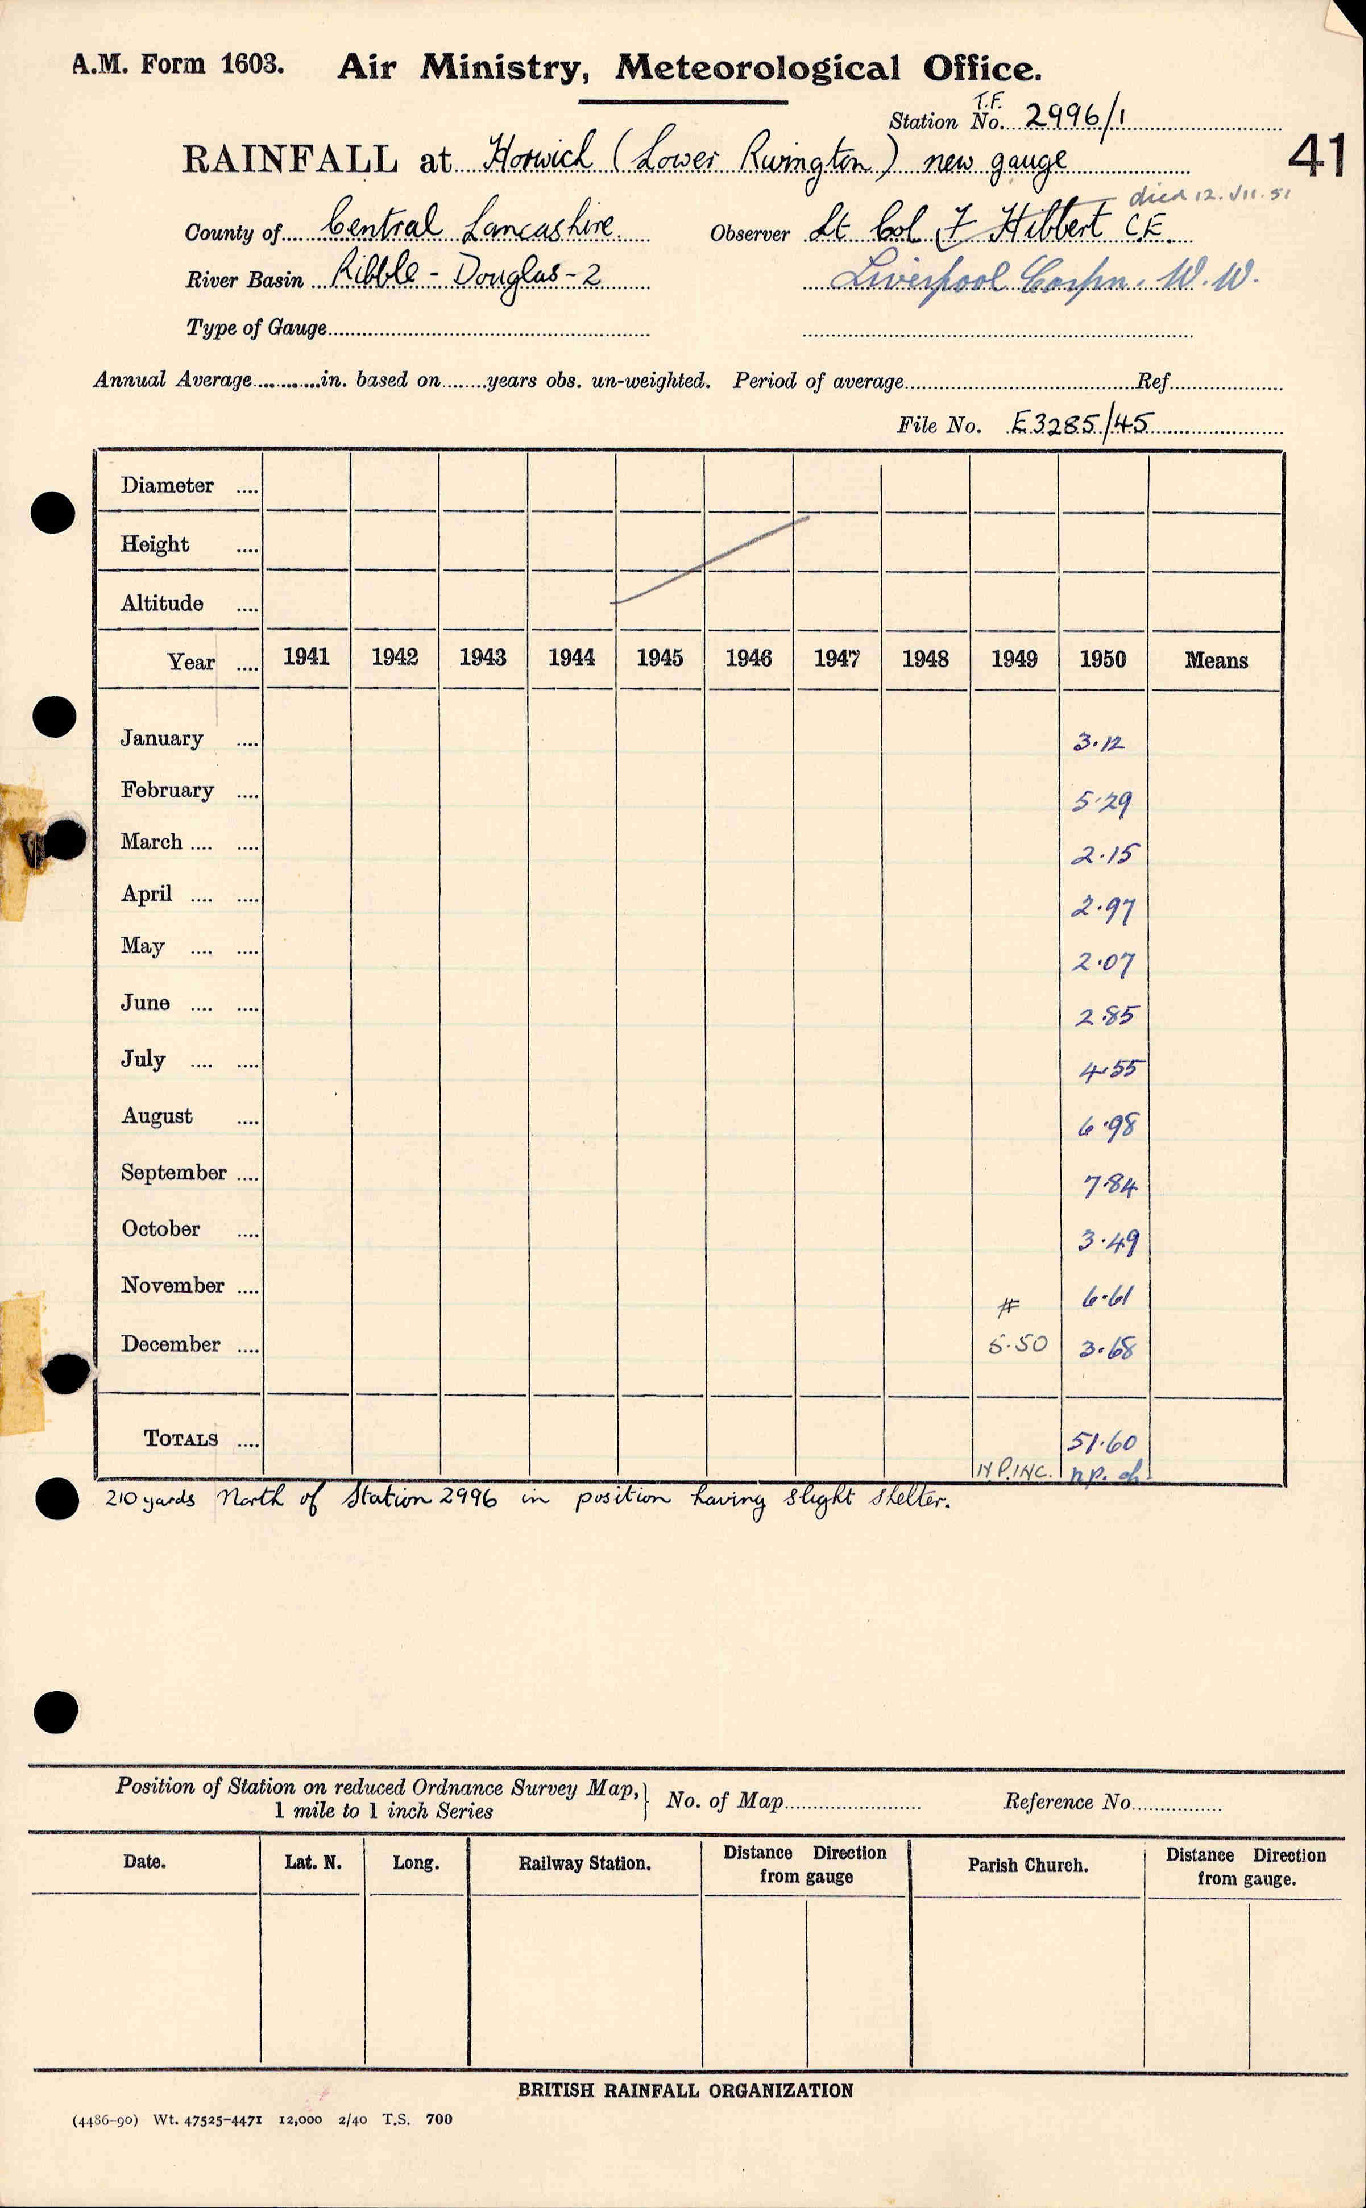 A.M. Form 1603. Air Ministry, Meteorological Office.
T.F.
Station No. 2996/1
41
RAINFALL at Horwich (Lower Rivington) new gauge
died 12.VII.51
County of Central Lancashire Observer Lt Col F Hibbert C.E.
River Basin Ribble - Douglas - 2 Liverpool Corpn. W.W.
Type of Gauge
Annual Average in. based on years obs. un-weighted. Period of average Ref.
File No. E3285/45
Diameter
Height
Altitude
Year 1941 1942 1943 1944 1945 1946 1947 1948 1949 1950 Means
January 3.12
February 5.29
March 2.15
April 2.97
May 2.07
June 2.85
July 4.55
August 6.98
September 7.84
October 3.49
November # 6.61
December 5.50 3.68
TOTALS 51.60
N.P.INC. n.p.
210 yards North of Station 2996 in position having slight shelter.
Position of Station on reduced Ordnance Survey Map, 1 mile to 1 inch Series } No. of Map Reference No.
Date. Lat. N. Long. Railway Station. Distance Direction from gauge Parish Church. Distance Direction from gauge.
BRITISH RAINFALL ORGANIZATION
(4486-90) Wt. 47525-4471 12,000 2/40 T.S. 700